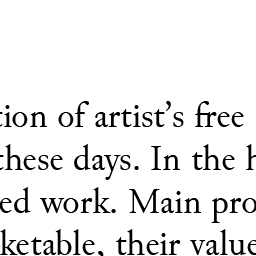 tion of artist’s free
these days. In the h
ed work. Main pro
ketable, their value